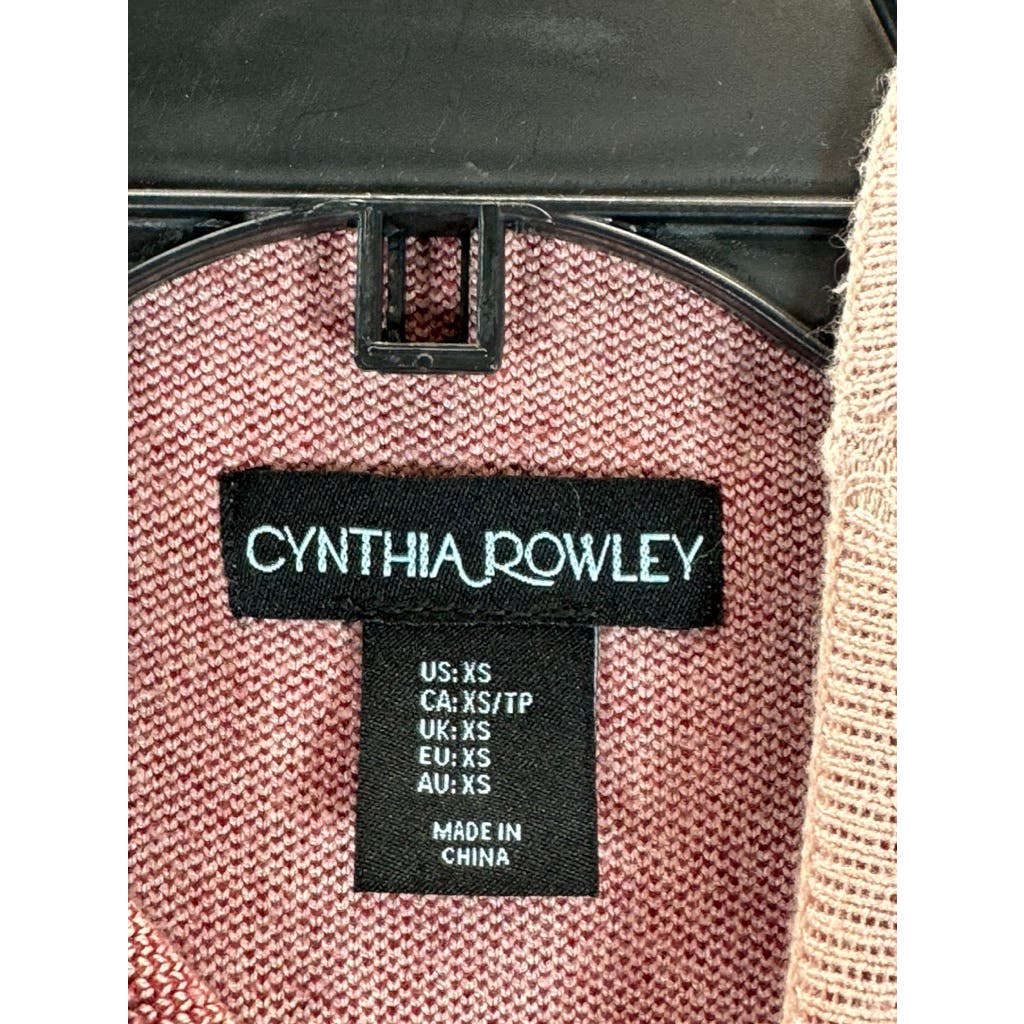 CYNTHIA ROWLEY
US: XS
CA: XS/TP
UK: XS
EU: XS
AU: XS
MADE IN
CHINA